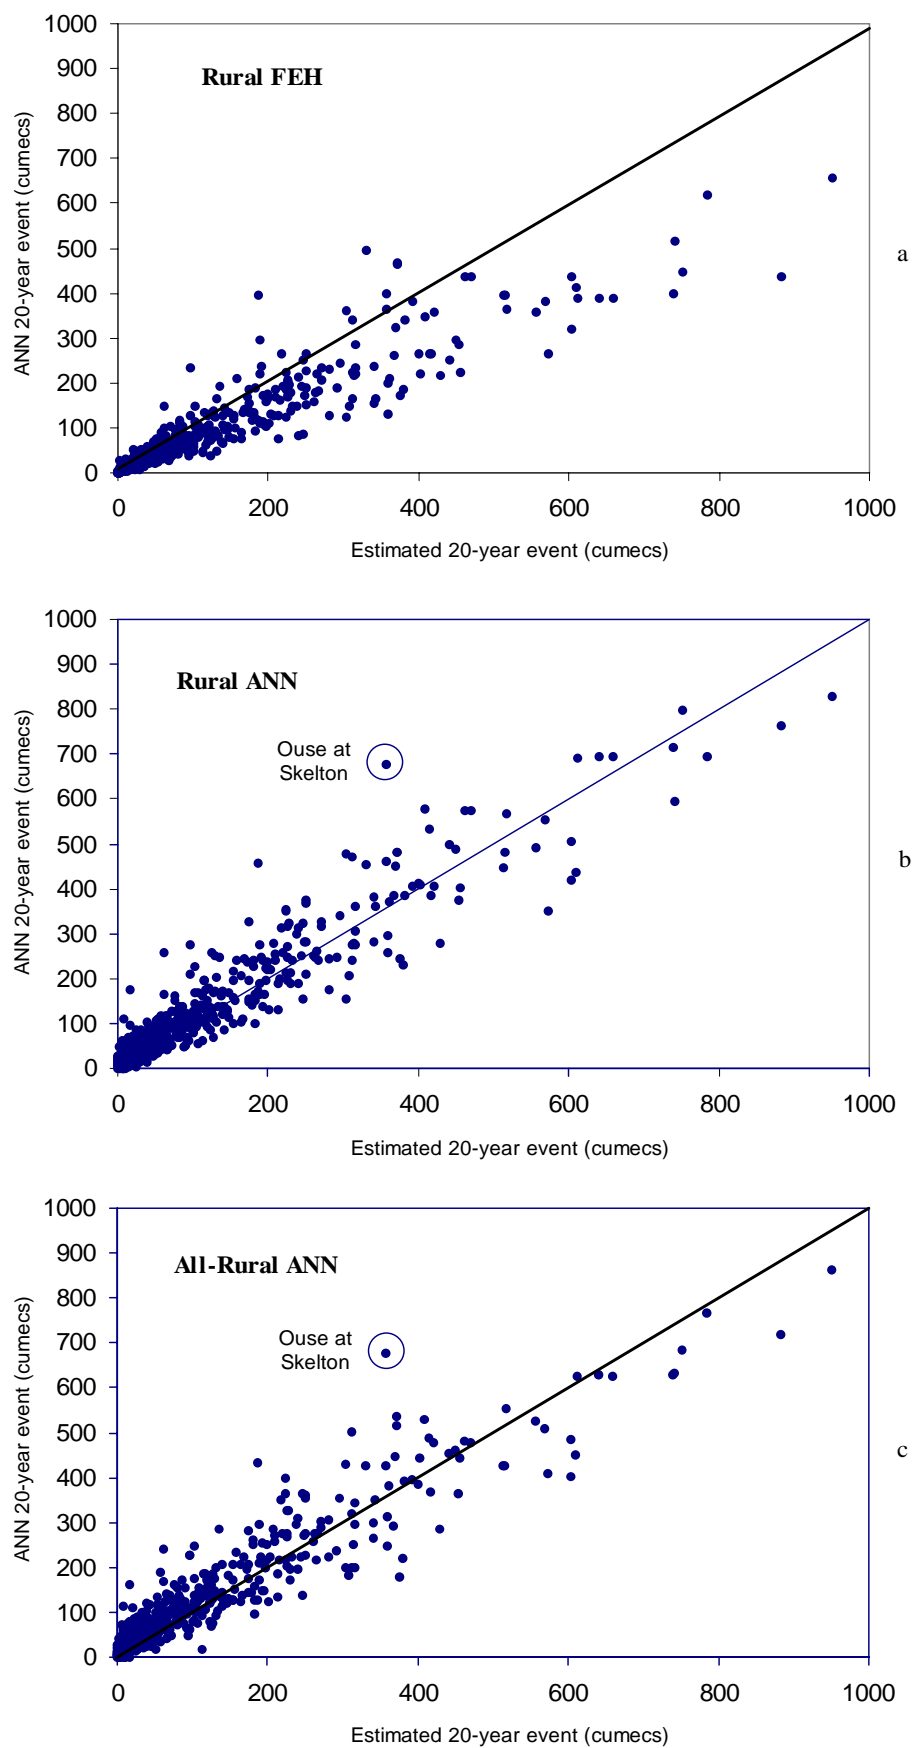 1000
900
800
700
600
500
400
300
200
100
0
ANN 20-year event (cumecs)
Rural FEH
a
0 200 400 600 800 1000
Estimated 20-year event (cumecs)
1000
900
800
700
600
500
400
300
200
100
0
ANN 20-year event (cumecs)
Rural ANN
Ouse at
Skelton
b
0 200 400 600 800 1000
Estimated 20-year event (cumecs)
1000
900
800
700
600
500
400
300
200
100
0
ANN 20-year event (cumecs)
All-Rural ANN
Ouse at
Skelton
c
0 200 400 600 800 1000
Estimated 20-year event (cumecs)